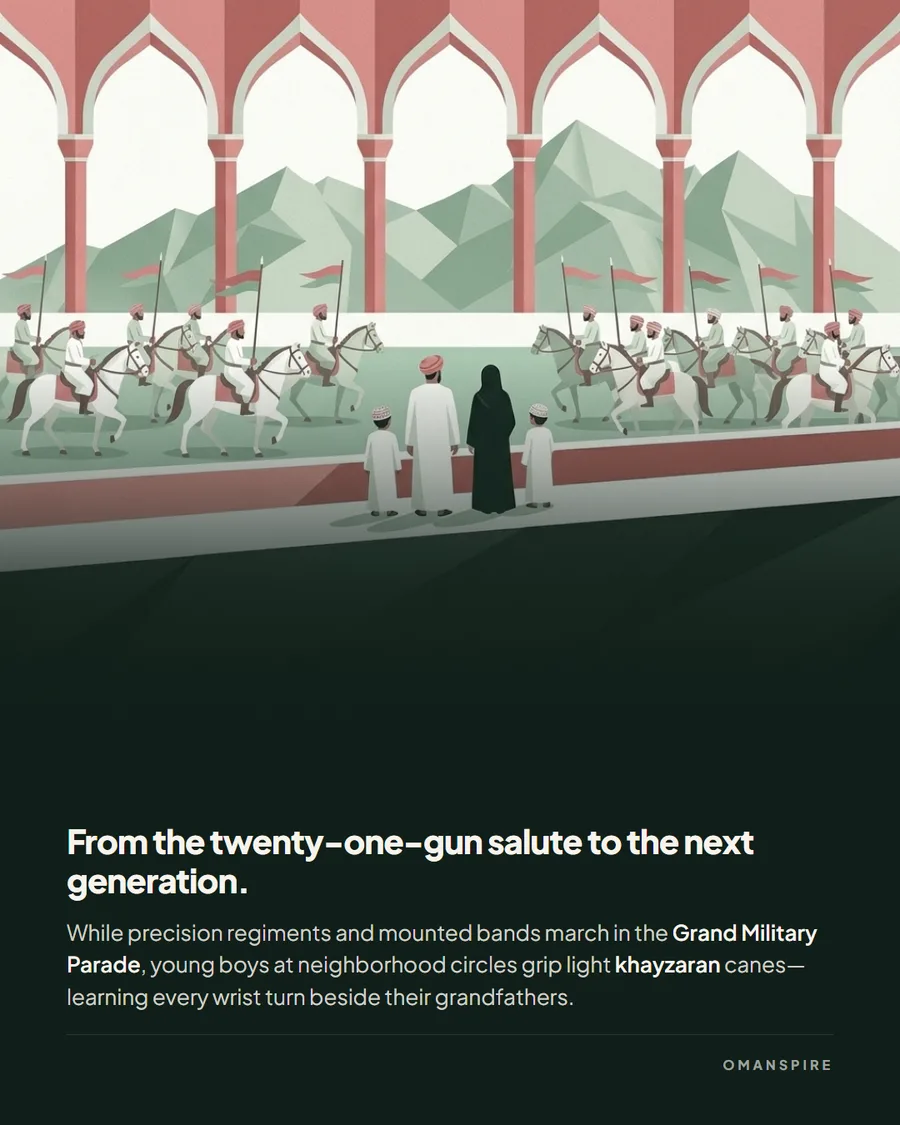 From the twenty-one-gun salute to the next
generation.
While precision regiments and mounted bands march in the Grand Military
Parade, young boys at neighborhood circles grip light khayzaran canes—
learning every wrist turn beside their grandfathers.
OMANSPIRE